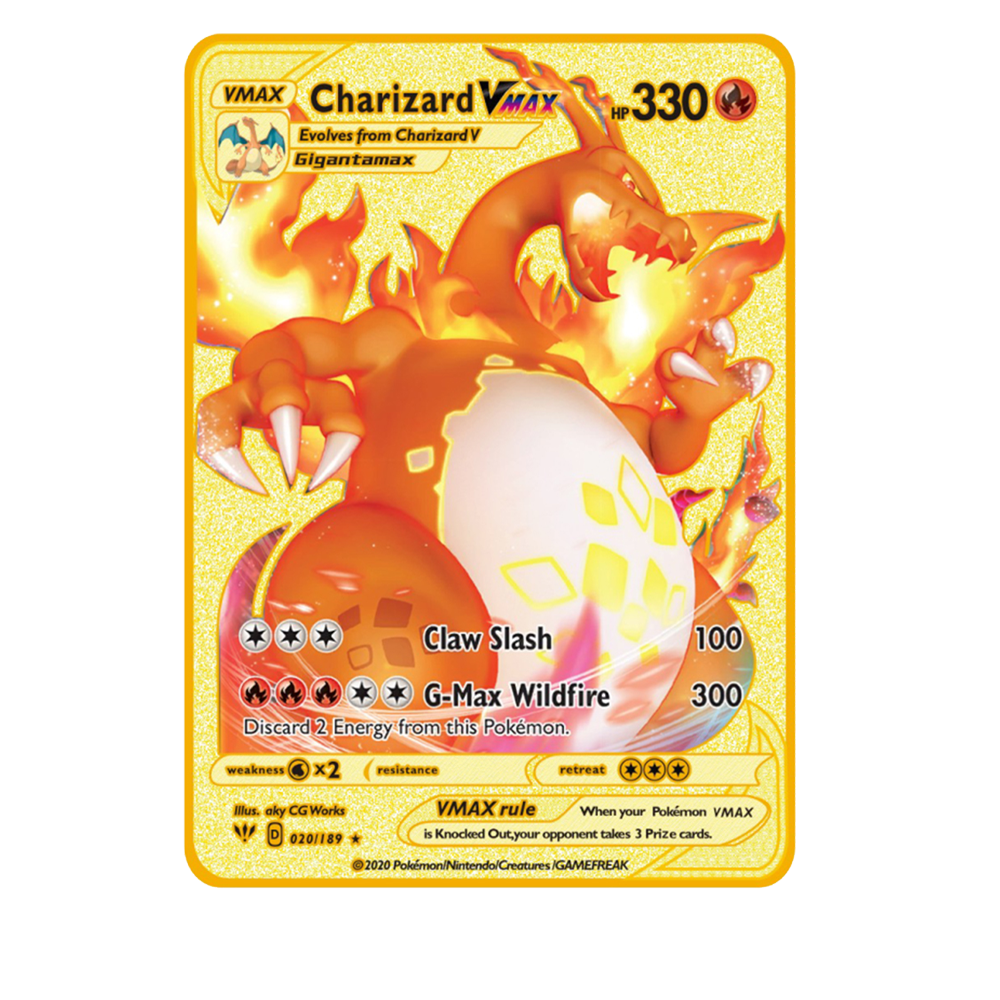 VMAX
Charizard VMAX
HP 330
Evolves from Charizard V
Gigantamax
Claw Slash 100
G-Max Wildfire 300
Discard 2 Energy from this Pokémon.
weakness x2 resistance retreat
Illus. aky CG Works
D 020/189
VMAX rule When your Pokémon VMAX
is Knocked Out,your opponent takes 3 Prize cards.
©2020 Pokémon/Nintendo/Creatures /GAMEFREAK